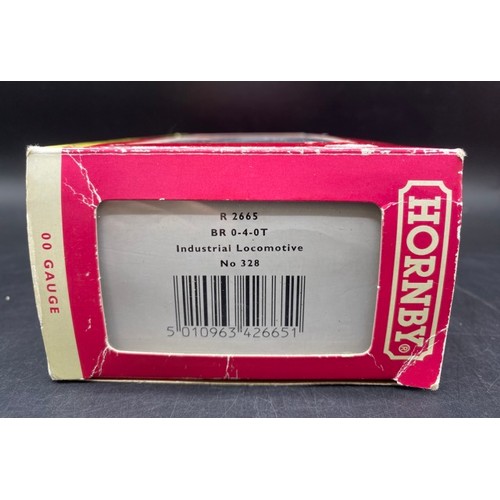 00 GAUGE
R 2665
BR 0-4-0T
Industrial Locomotive
No 328
5 010963 426651
HORNBY®